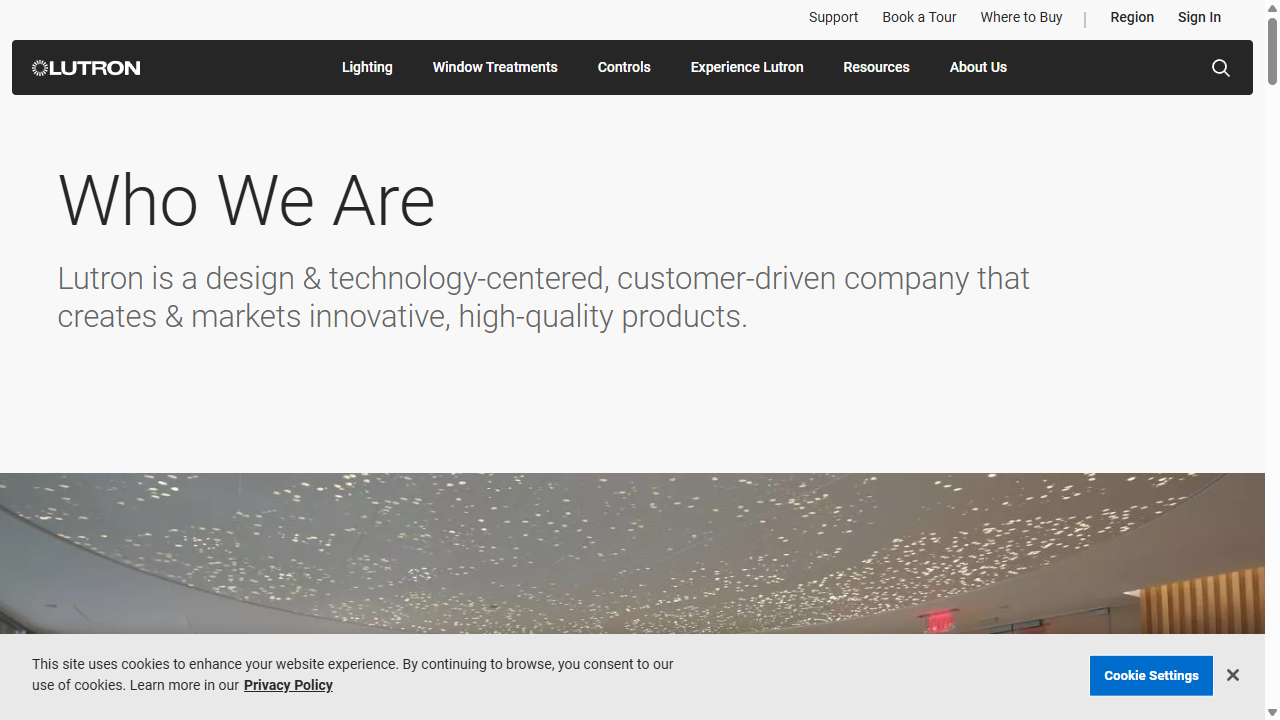 Support Book a Tour Where to Buy | Region Sign In
LUTRON Lighting Window Treatments Controls Experience Lutron Resources About Us
Who We Are
Lutron is a design & technology-centered, customer-driven company that
creates & markets innovative, high-quality products.
This site uses cookies to enhance your website experience. By continuing to browse, you consent to our
use of cookies. Learn more in our Privacy Policy
Cookie Settings